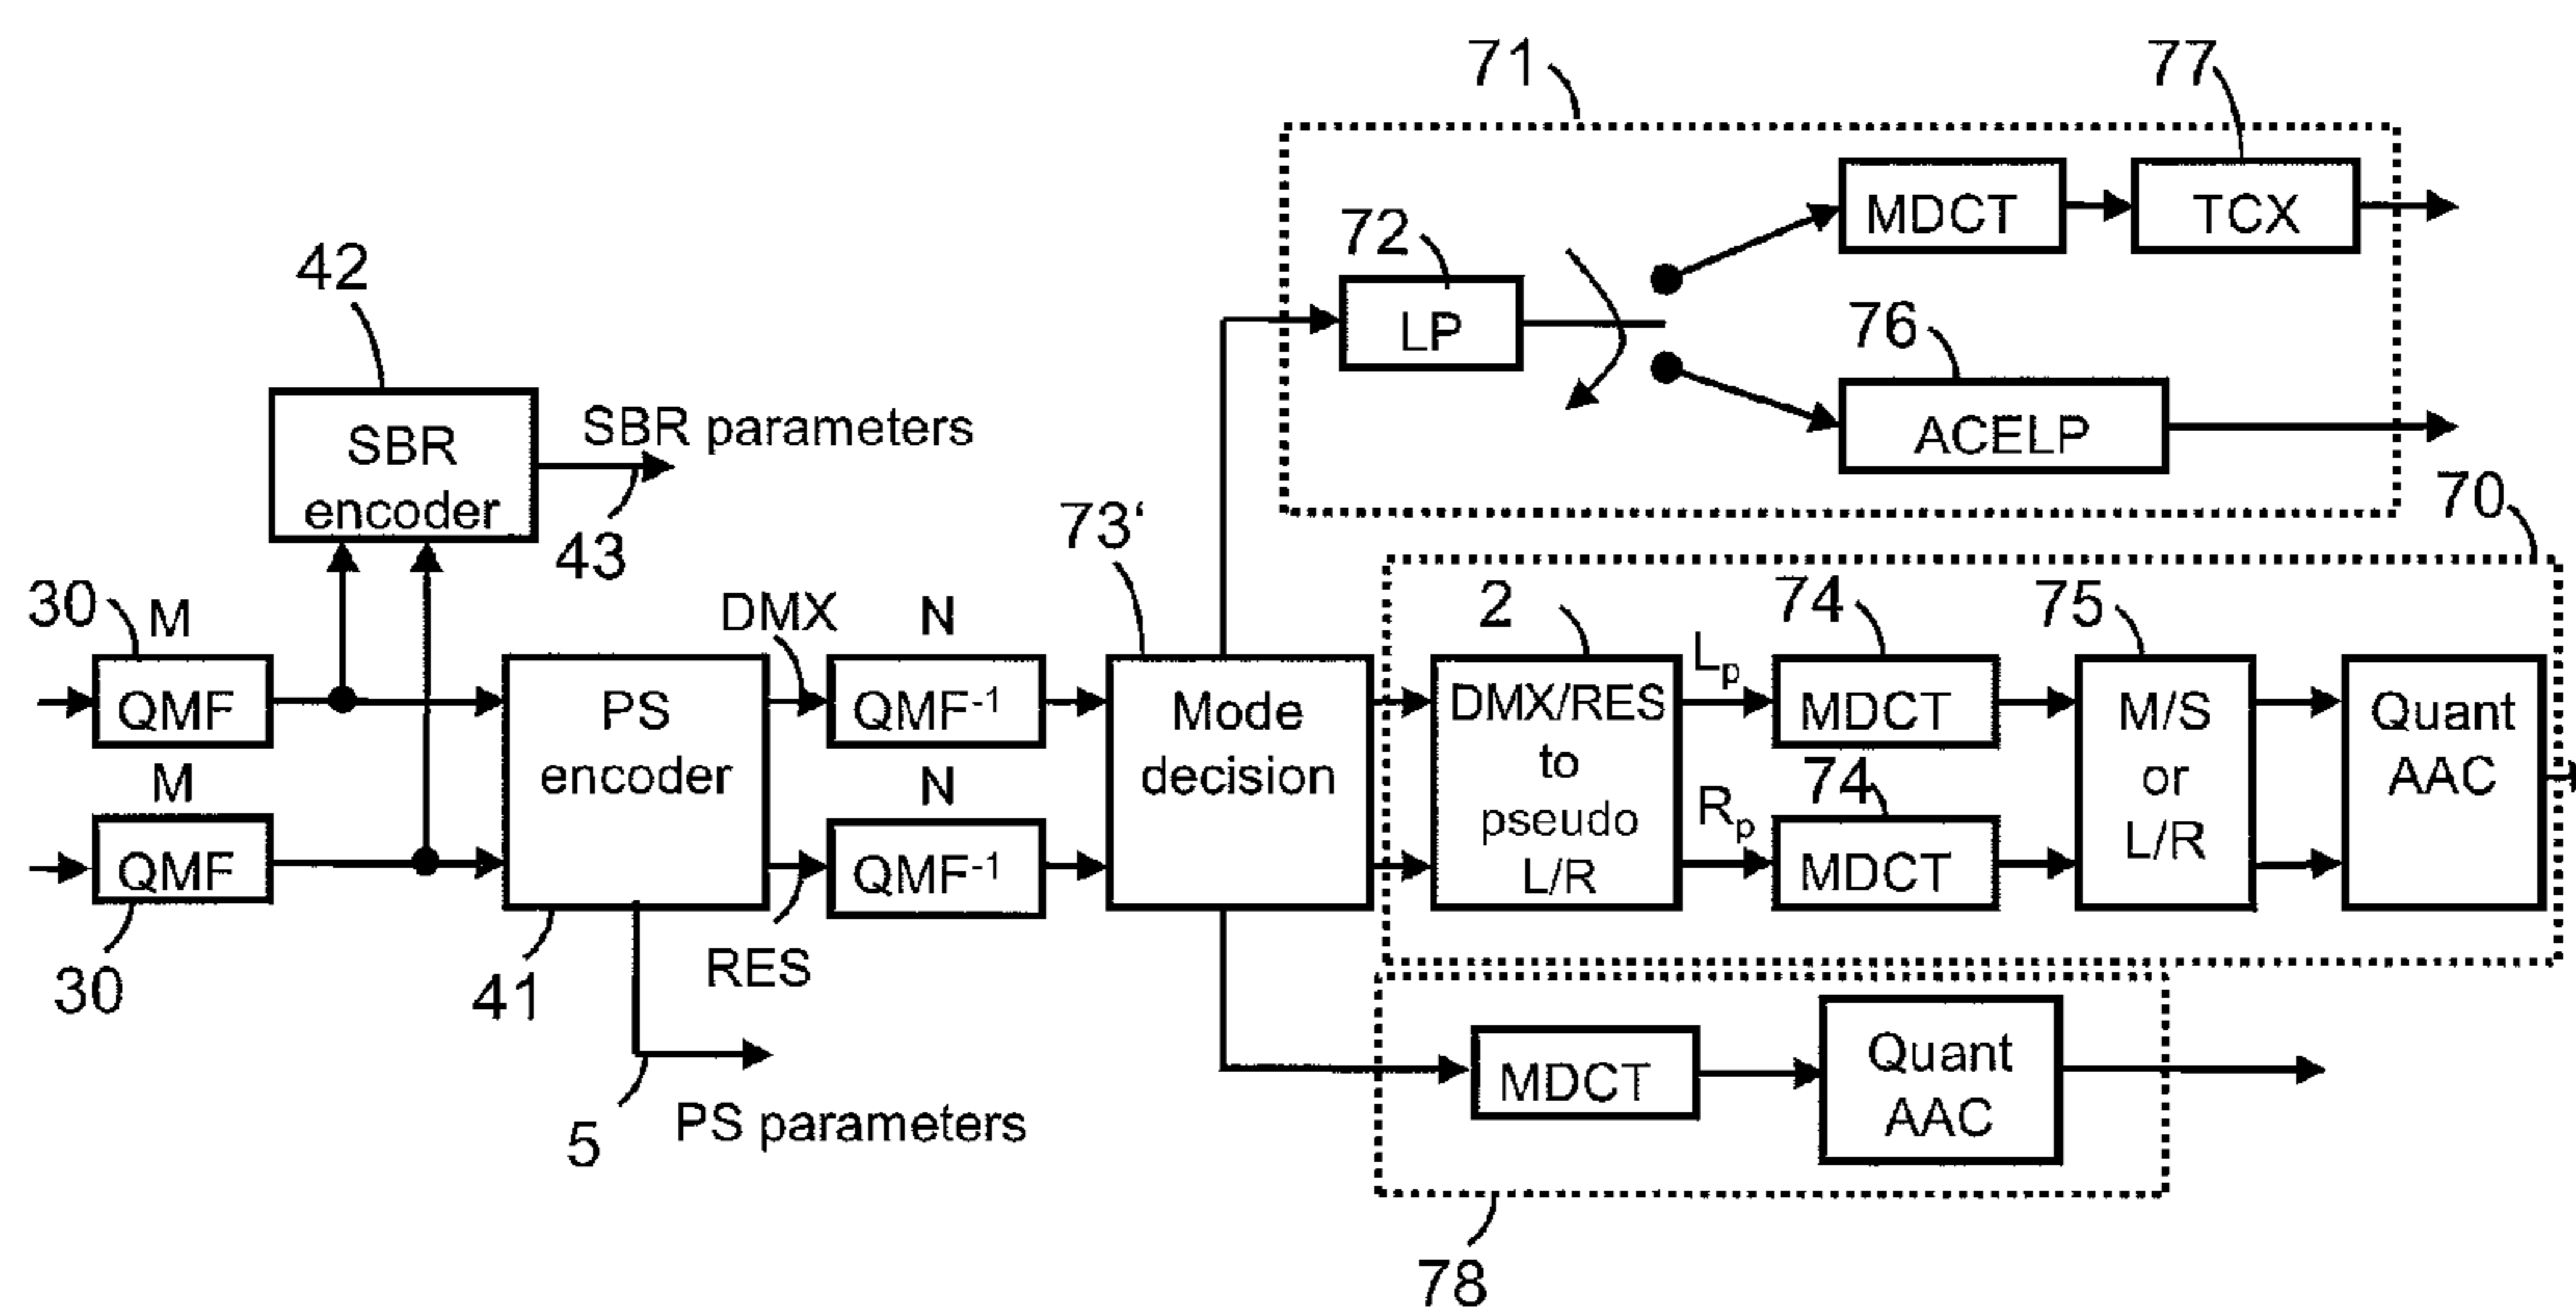 71
77
72
MDCT
TCX
LP
76
ACELP
42
SBR
encoder
SBR parameters
43
70
73‘
30
M
QMF
M
QMF
30
PS
encoder
41
DMX
RES
5
PS parameters
N
QMF-1
N
QMF-1
Mode
decision
2
DMX/RES
to
pseudo
L/R
Lp
Rp
74
MDCT
74
MDCT
75
M/S
or
L/R
Quant
AAC
MDCT
Quant
AAC
78